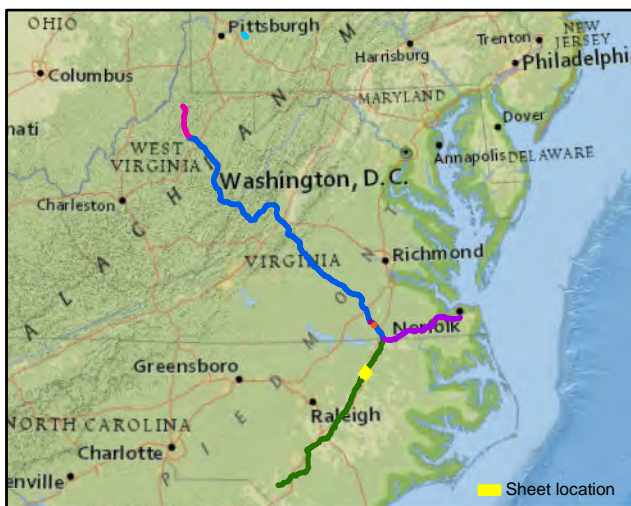 OHIO
Pittsburgh
NEW
JERSEY
Trenton
Harrisburg
Columbus
Philadelphia
MARYLAND
nati
Dover
WEST
VIRGINIA
Annapolis
DELAWARE
Washington, D.C.
Charleston
A P P A L A C H I A N M
VIRGINIA
Richmond
Norfolk
Greensboro
P I E D M O N T
Raleigh
NORTH CAROLINA
Charlotte
enville
Sheet location